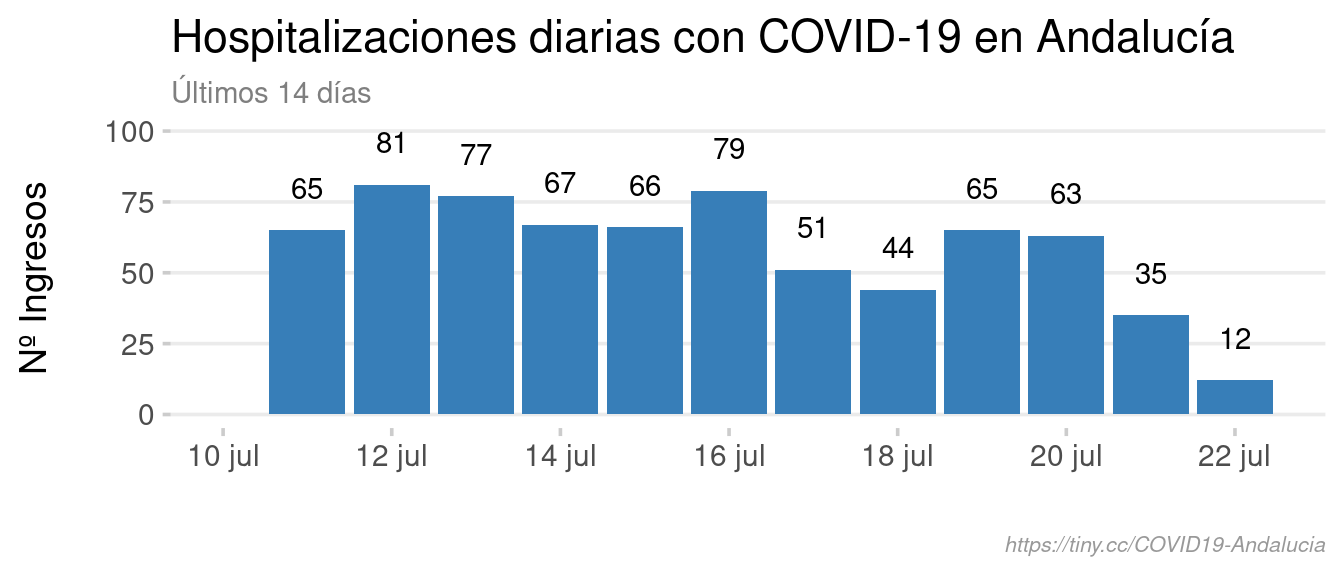 Hospitalizaciones diarias con COVID-19 en Andalucía
Últimos 14 días
Nº Ingresos
100
75
50
25
0
65
81
77
67
66
79
51
44
65
63
35
12
10 jul
12 jul
14 jul
16 jul
18 jul
20 jul
22 jul
https://tiny.cc/COVID19-Andalucia